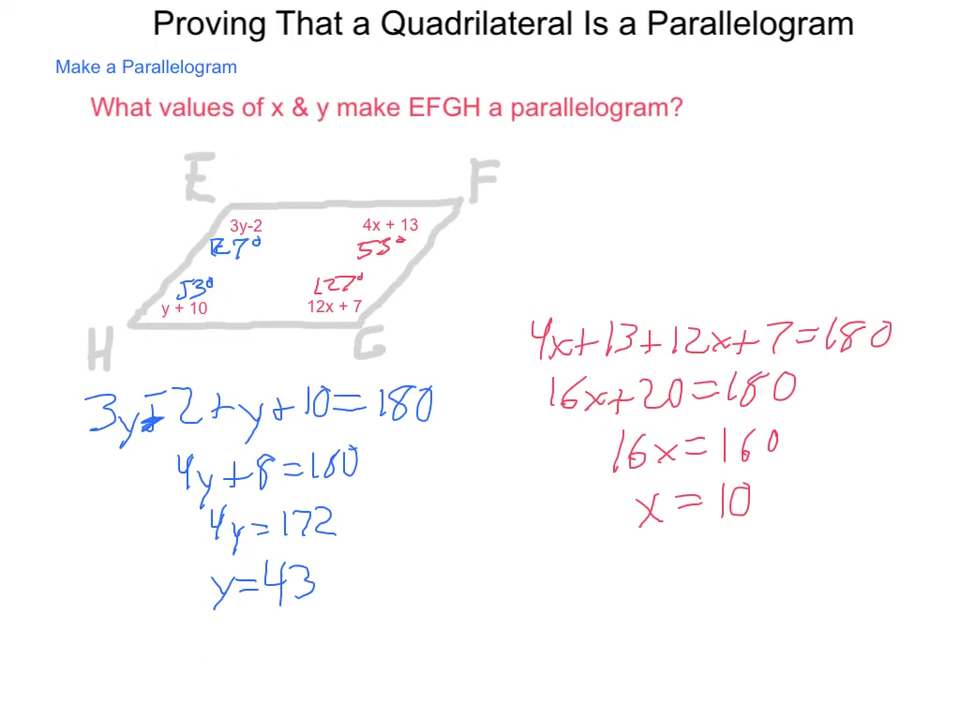 Proving That a Quadrilateral Is a Parallelogram
Make a Parallelogram
What values of x & y make EFGH a parallelogram?
E
F
3y-2
4x + 13
53°
53°
127°
y + 10
12x + 7
H
G
4x+13+12x+7=180
16x+20=180
16x=160
x=10
3y-2+y+10=180
4y+8=180
4y=172
y=43